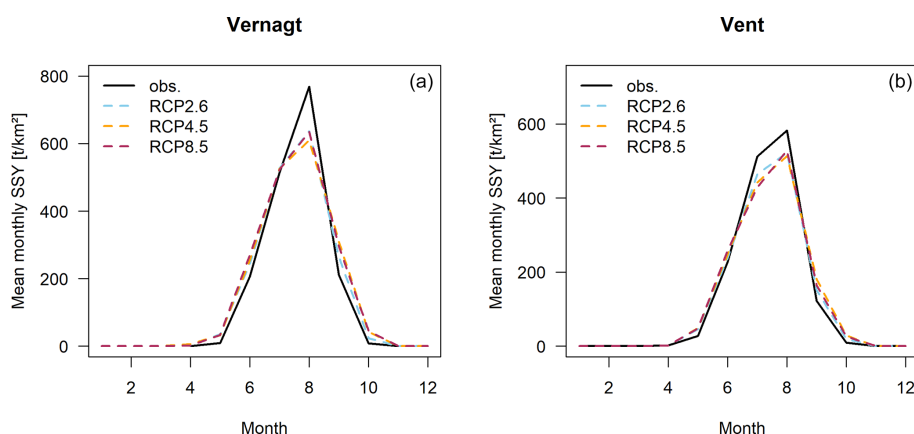 Vernagt
Mean monthly SSY [t/km²]
800
600
400
200
0
(a)
obs.
RCP2.6
RCP4.5
RCP8.5
2 4 6 8 10 12
Month
Vent
Mean monthly SSY [t/km²]
600
400
200
0
(b)
obs.
RCP2.6
RCP4.5
RCP8.5
2 4 6 8 10 12
Month